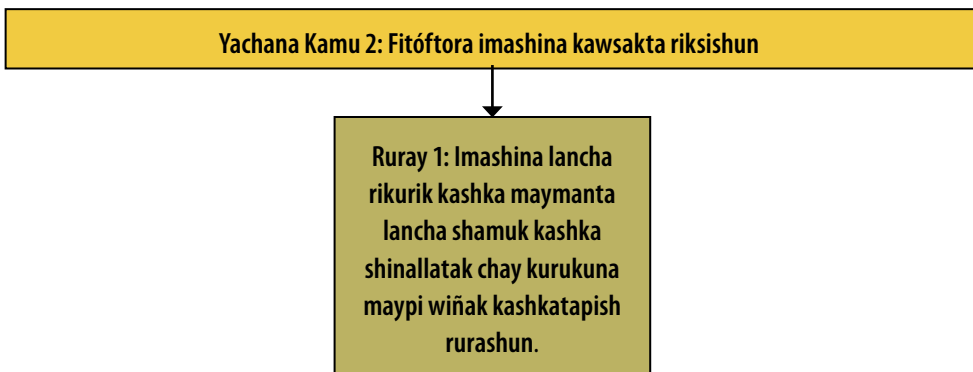 Yachana Kamu 2: Fitóftora imashina kawsakta riksishun
Ruray 1: Imashina lancha
rikurik kashka maymanta
lancha shamuk kashka
shinallatak chay kurukuna
maypi wiñak kashkatapish
rurashun.